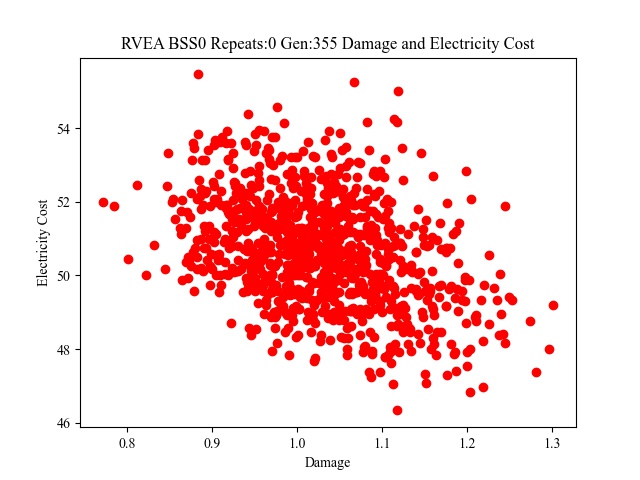 RVEA BSS0 Repeats:0 Gen:355 Damage and Electricity Cost
54
52
50
48
46
Electricity Cost
0.8 0.9 1.0 1.1 1.2 1.3
Damage